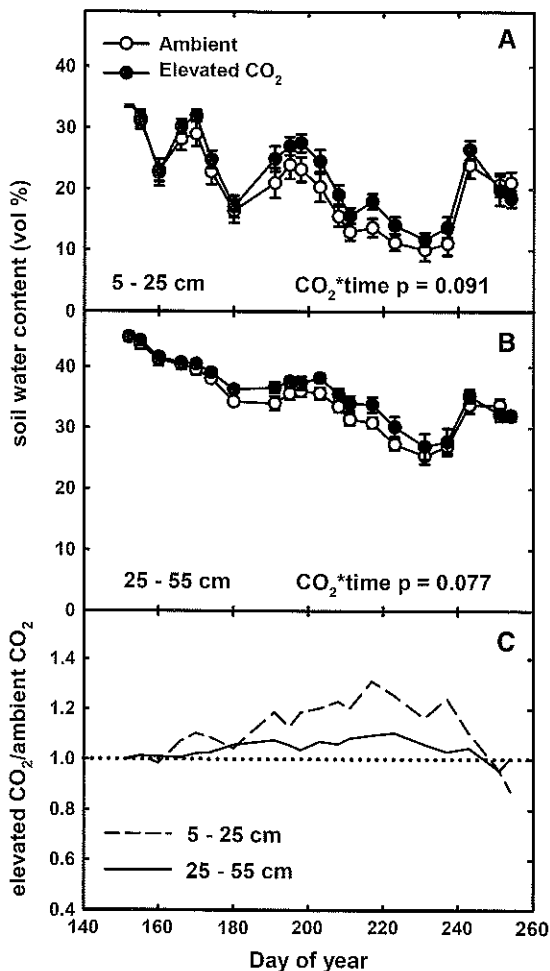 A
Ambient
Elevated CO2
40
30
20
10
0
5 - 25 cm
CO2*time p = 0.091
soil water content (vol %)
B
40
30
20
10
0
25 - 55 cm
CO2*time p = 0.077
C
1.4
1.2
1.0
0.8
0.6
0.4
elevated CO2/ambient CO2
5 - 25 cm
25 - 55 cm
140 160 180 200 220 240 260
Day of year